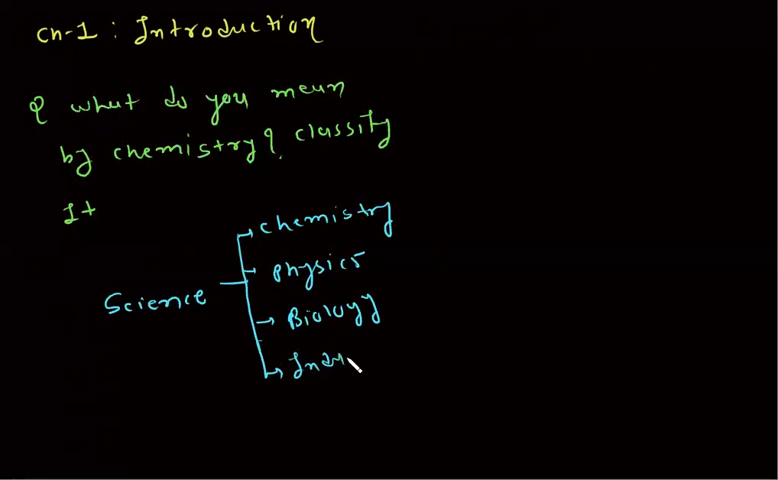 Ch-1 : Introduction
Q what do you mean
by chemistry? classify
It
chemistry
physics
Science
Biology